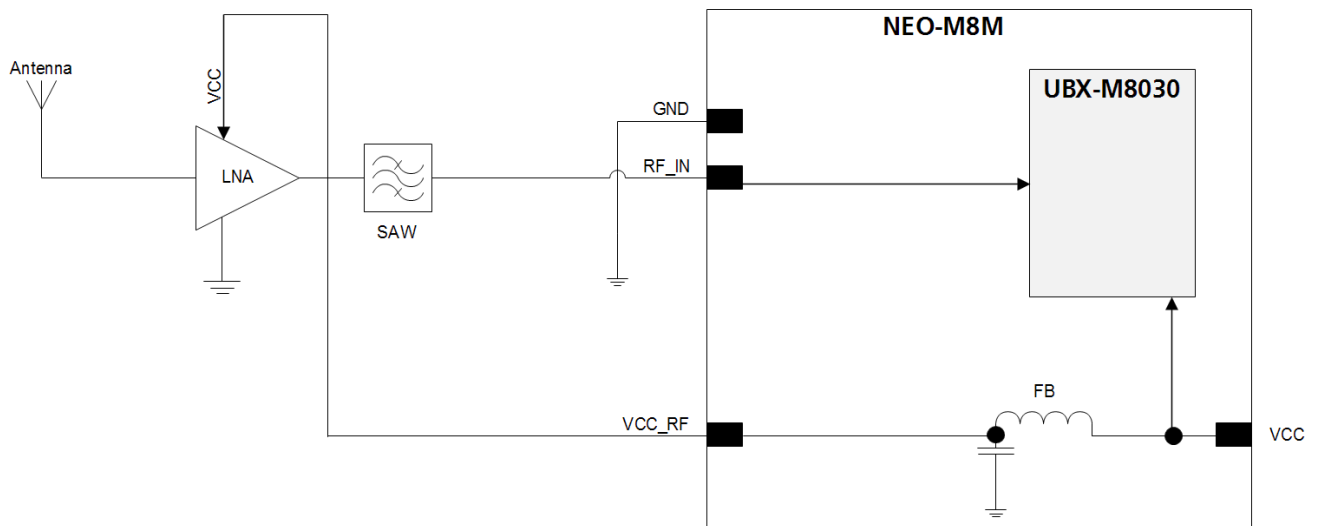 NEO-M8M
Antenna
VCC
UBX-M8030
GND
LNA
RF_IN
SAW
FB
VCC_RF
VCC